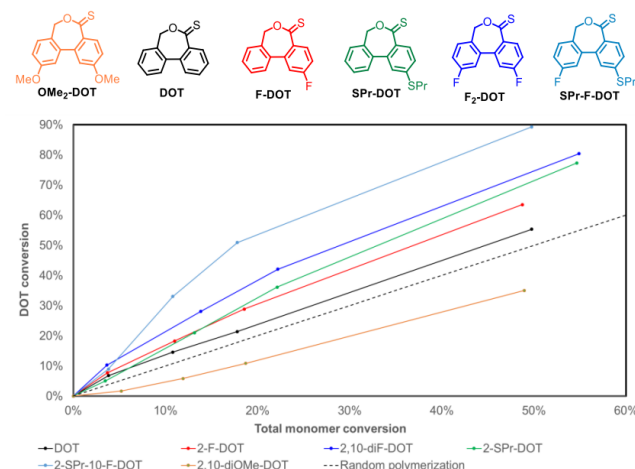 O S O S O S O S O S O S
OMe OMe F SPr F F F SPr
OMe₂-DOT DOT F-DOT SPr-DOT F₂-DOT SPr-F-DOT
90%
80%
70%
60%
50%
40%
30%
20%
10%
0%
DOT conversion
0% 10% 20% 30% 40% 50% 60%
Total monomer conversion
DOT 2-F-DOT 2,10-diF-DOT 2-SPr-DOT
2-SPr-10-F-DOT 2,10-diOMe-DOT Random polymerization